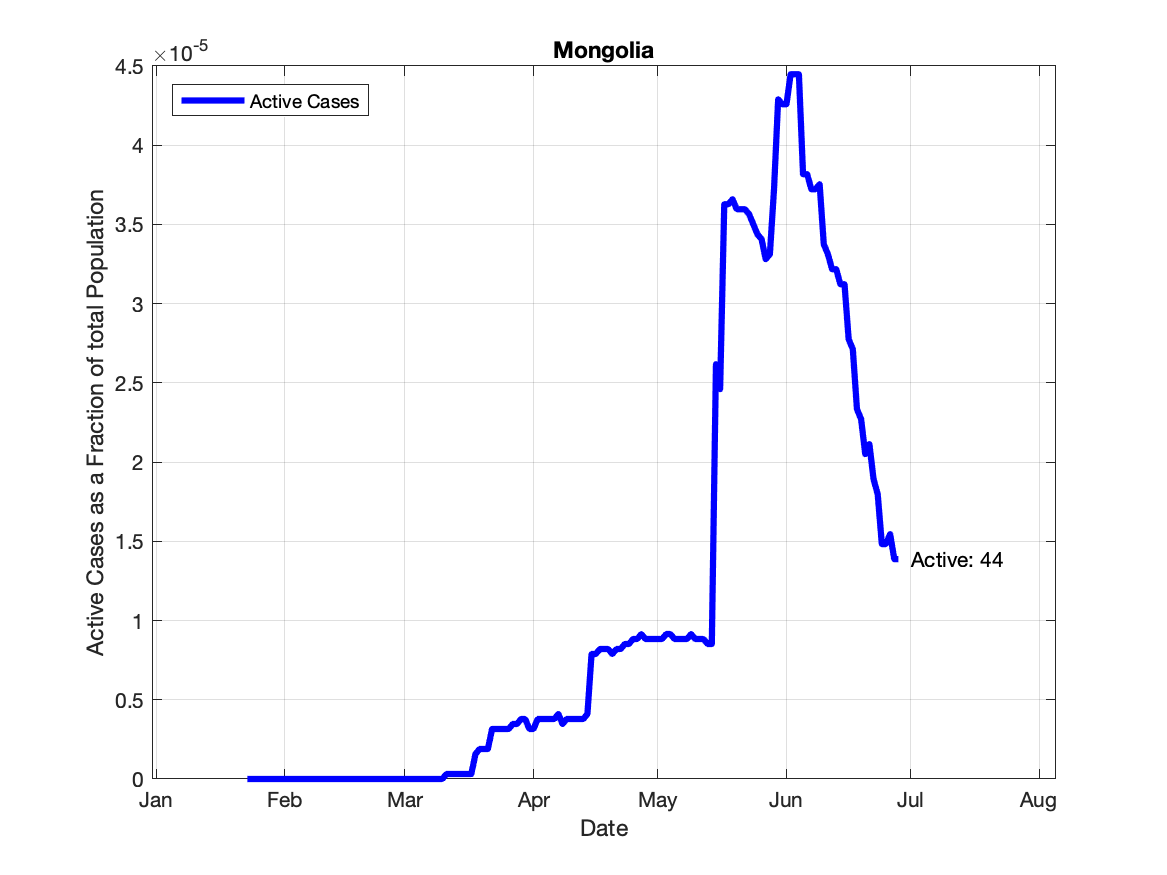 Mongolia
×10-5
Active Cases
4.5
4
3.5
3
2.5
2
1.5
1
0.5
0
Active Cases as a Fraction of total Population
Active: 44
Jan Feb Mar Apr May Jun Jul Aug
Date